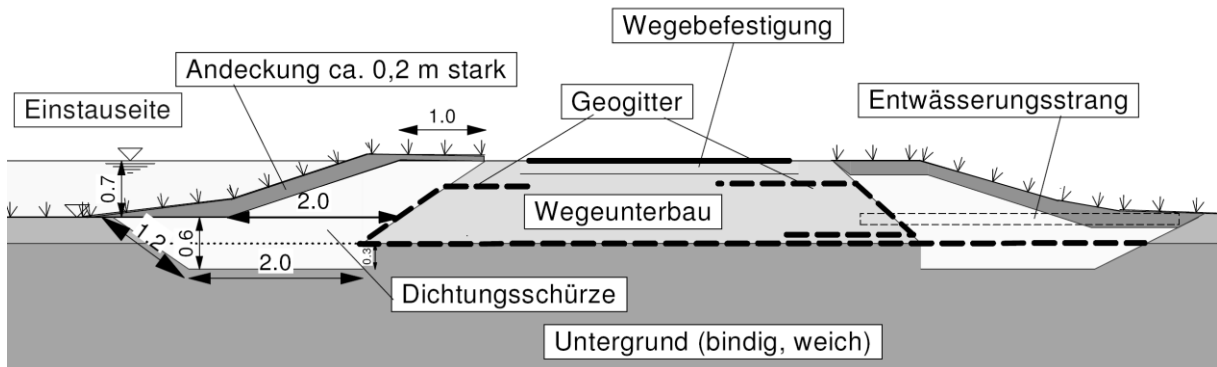 Wegebefestigung
Andeckung ca. 0,2 m stark
Geogitter
Entwässerungsstrang
Einstauseite
1.0
0.7
2.0
Wegeunterbau
1.2
0.6
0.3
2.0
Dichtungsschürze
Untergrund (bindig, weich)